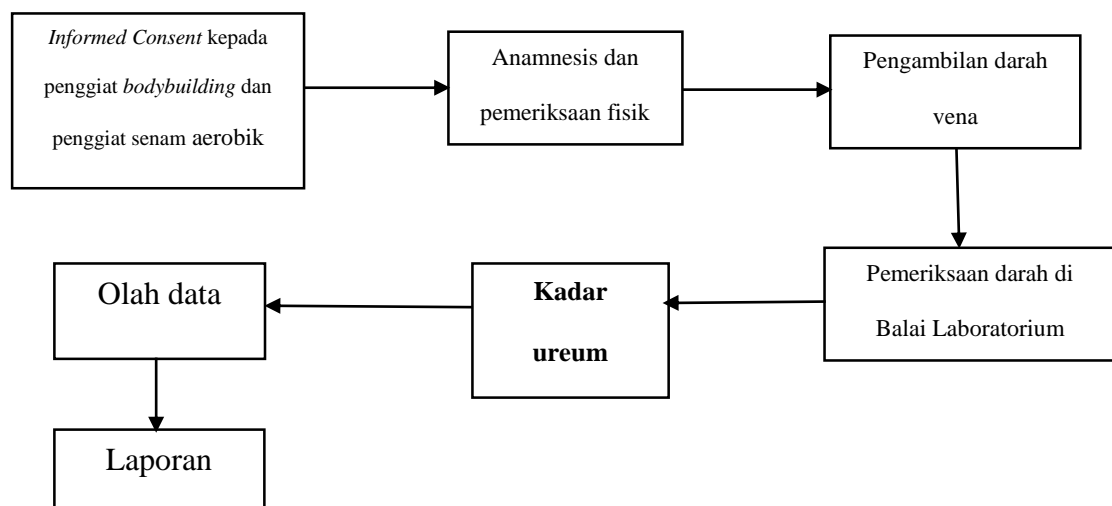 Informed Consent kepada
penggiat bodybuilding dan
penggiat senam aerobik
Anamnesis dan
pemeriksaan fisik
Pengambilan darah
vena
Pemeriksaan darah di
Balai Laboratorium
Kadar
ureum
Olah data
Laporan